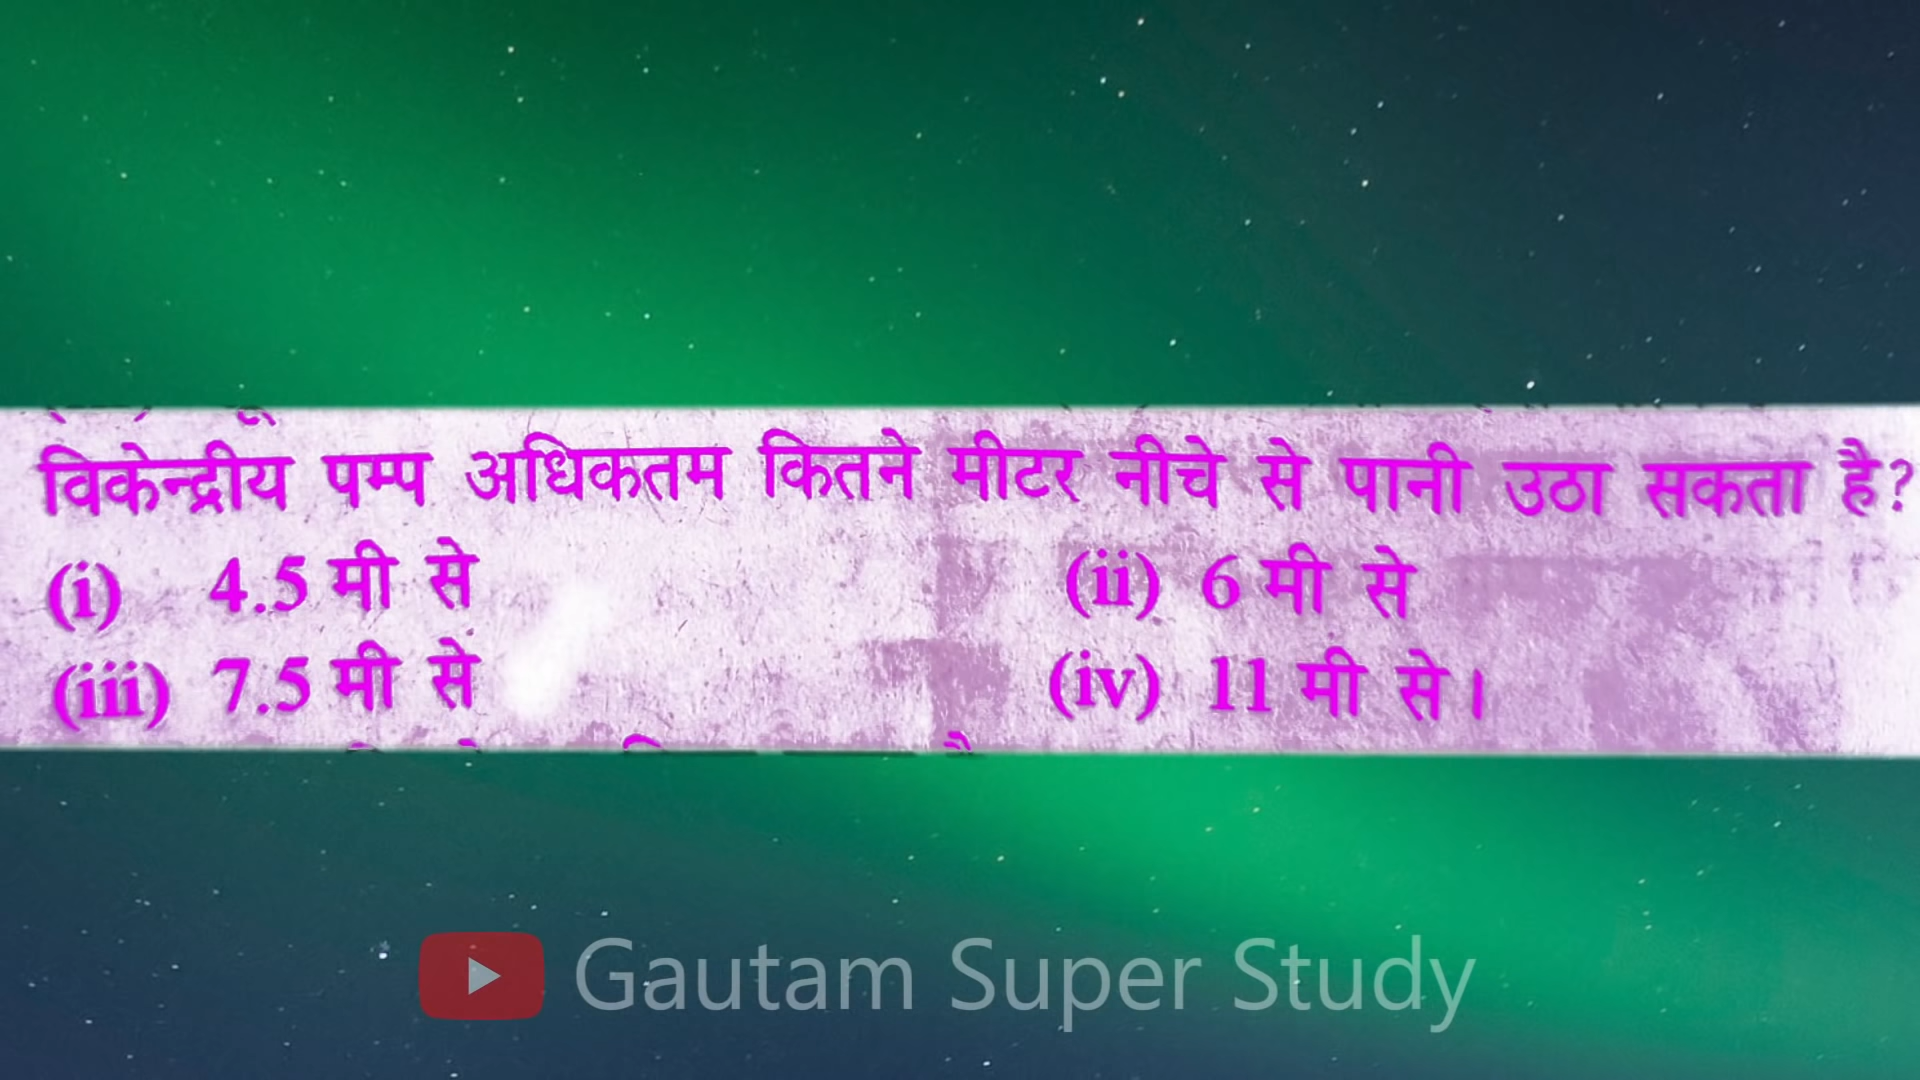 विकेन्द्रीय पम्प अधिकतम कितने मीटर नीचे से पानी उठा सकता है?
(i) 4.5 मी से (ii) 6 मी से
(iii) 7.5 मी से (iv) 11 मी से।
Gautam Super Study